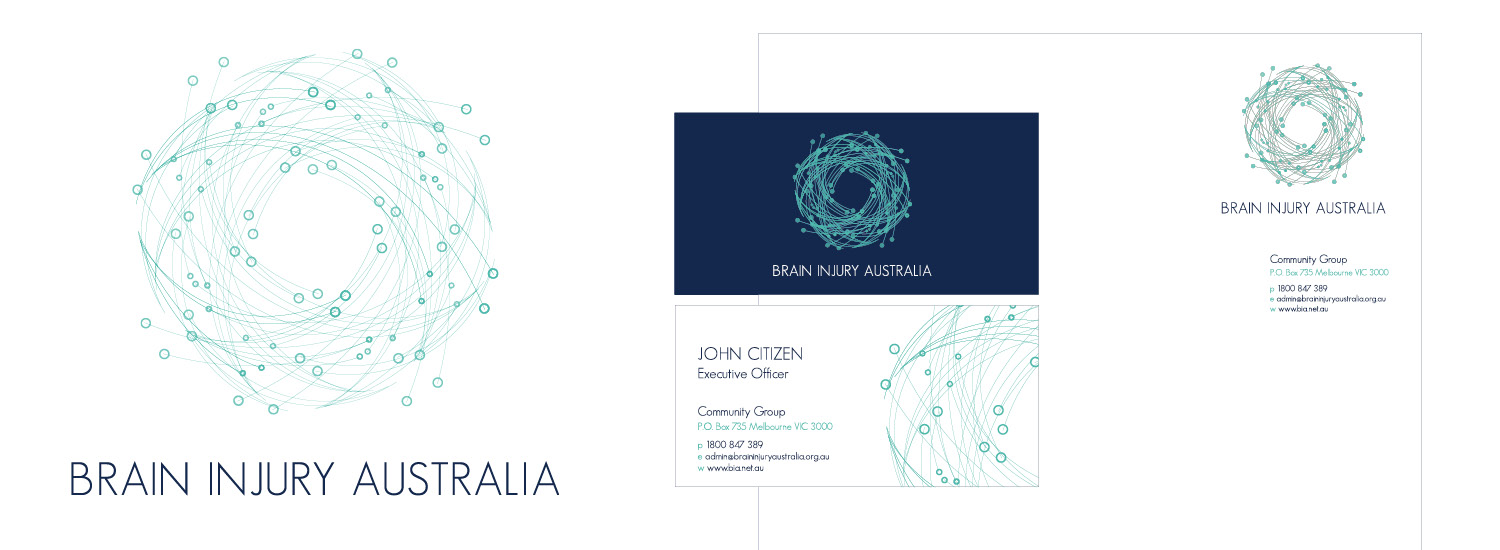 BRAIN INJURY AUSTRALIA
BRAIN INJURY AUSTRALIA
JOHN CITIZEN
Executive Officer
Community Group
P.O. Box 735 Melbourne VIC 3000
p 1800 847 389
e admin@braininjuryaustralia.org.au
w www.bia.net.au
BRAIN INJURY AUSTRALIA
Community Group
P.O. Box 735 Melbourne VIC 3000
p 1800 847 389
e admin@braininjuryaustralia.org.au
w www.bia.net.au